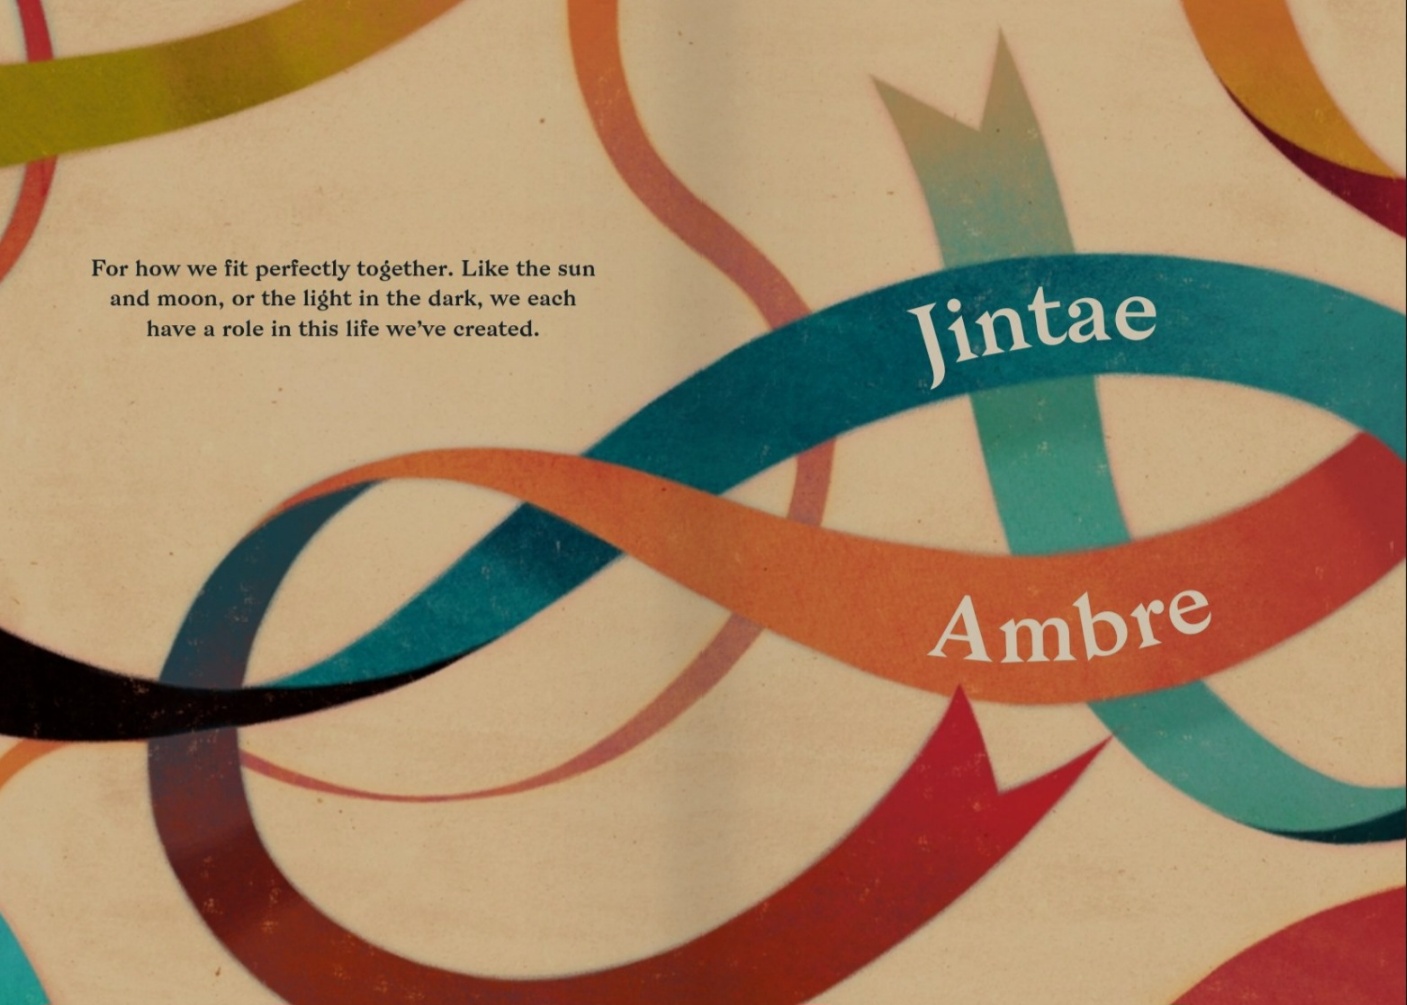 For how we fit perfectly together. Like the sun
and moon, or the light in the dark, we each
have a role in this life we've created.
Jintae
Ambre